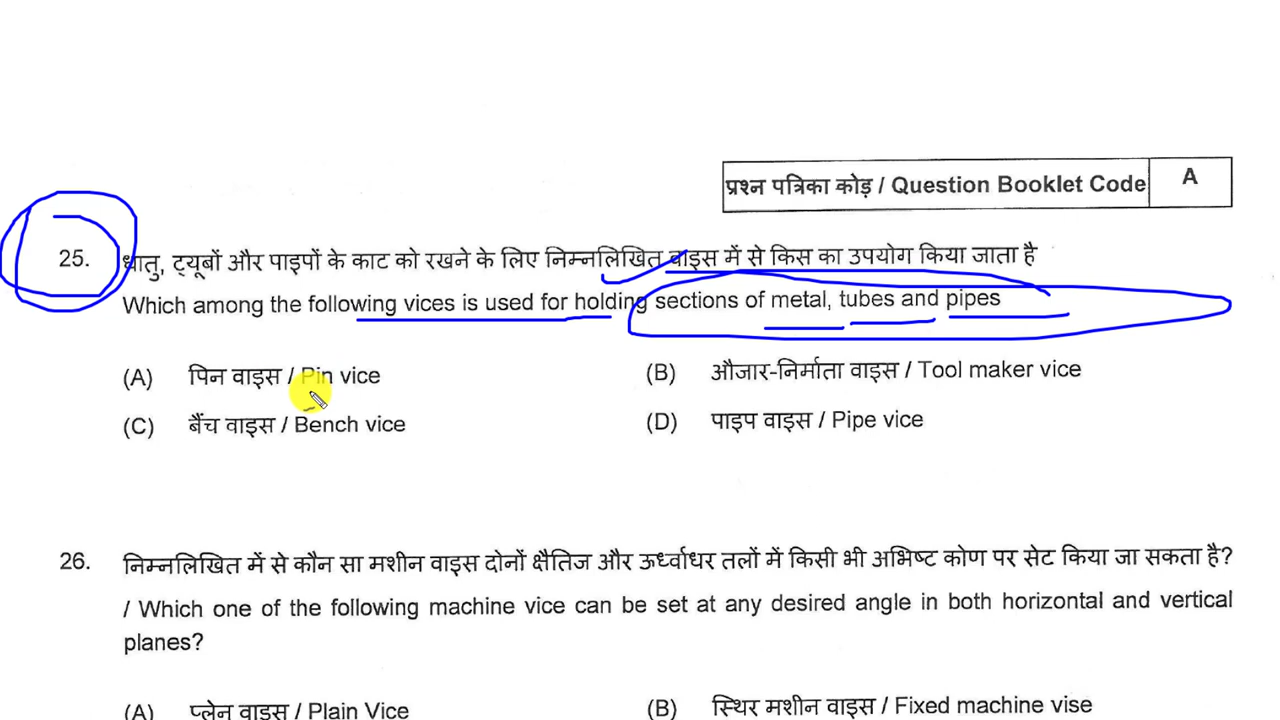 प्रश्न पत्रिका कोड़ / Question Booklet Code A
25. धातु, ट्यूबों और पाइपों के काट को रखने के लिए निम्नलिखित वाइस में से किस का उपयोग किया जाता है
Which among the following vices is used for holding sections of metal, tubes and pipes
(A) पिन वाइस / Pin vice (B) औजार-निर्माता वाइस / Tool maker vice
(C) बैंच वाइस / Bench vice (D) पाइप वाइस / Pipe vice
26. निम्नलिखित में से कौन सा मशीन वाइस दोनों क्षैतिज और ऊर्ध्वाधर तलों में किसी भी अभिष्ट कोण पर सेट किया जा सकता है?
/ Which one of the following machine vice can be set at any desired angle in both horizontal and vertical
planes?
(A) प्लेन वाइस / Plain Vice (B) स्थिर मशीन वाइस / Fixed machine vise